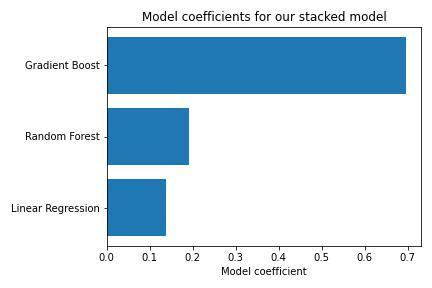 Model coefficients for our stacked model
Gradient Boost
Random Forest
Linear Regression
0.0 0.1 0.2 0.3 0.4 0.5 0.6 0.7
Model coefficient